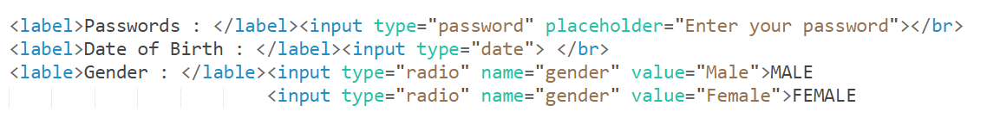 <label>Passwords : </label><input type="password" placeholder="Enter your password"></br>
<label>Date of Birth : </label><input type="date"> </br>
<lable>Gender : </lable><input type="radio" name="gender" value="Male">MALE
<input type="radio" name="gender" value="Female">FEMALE